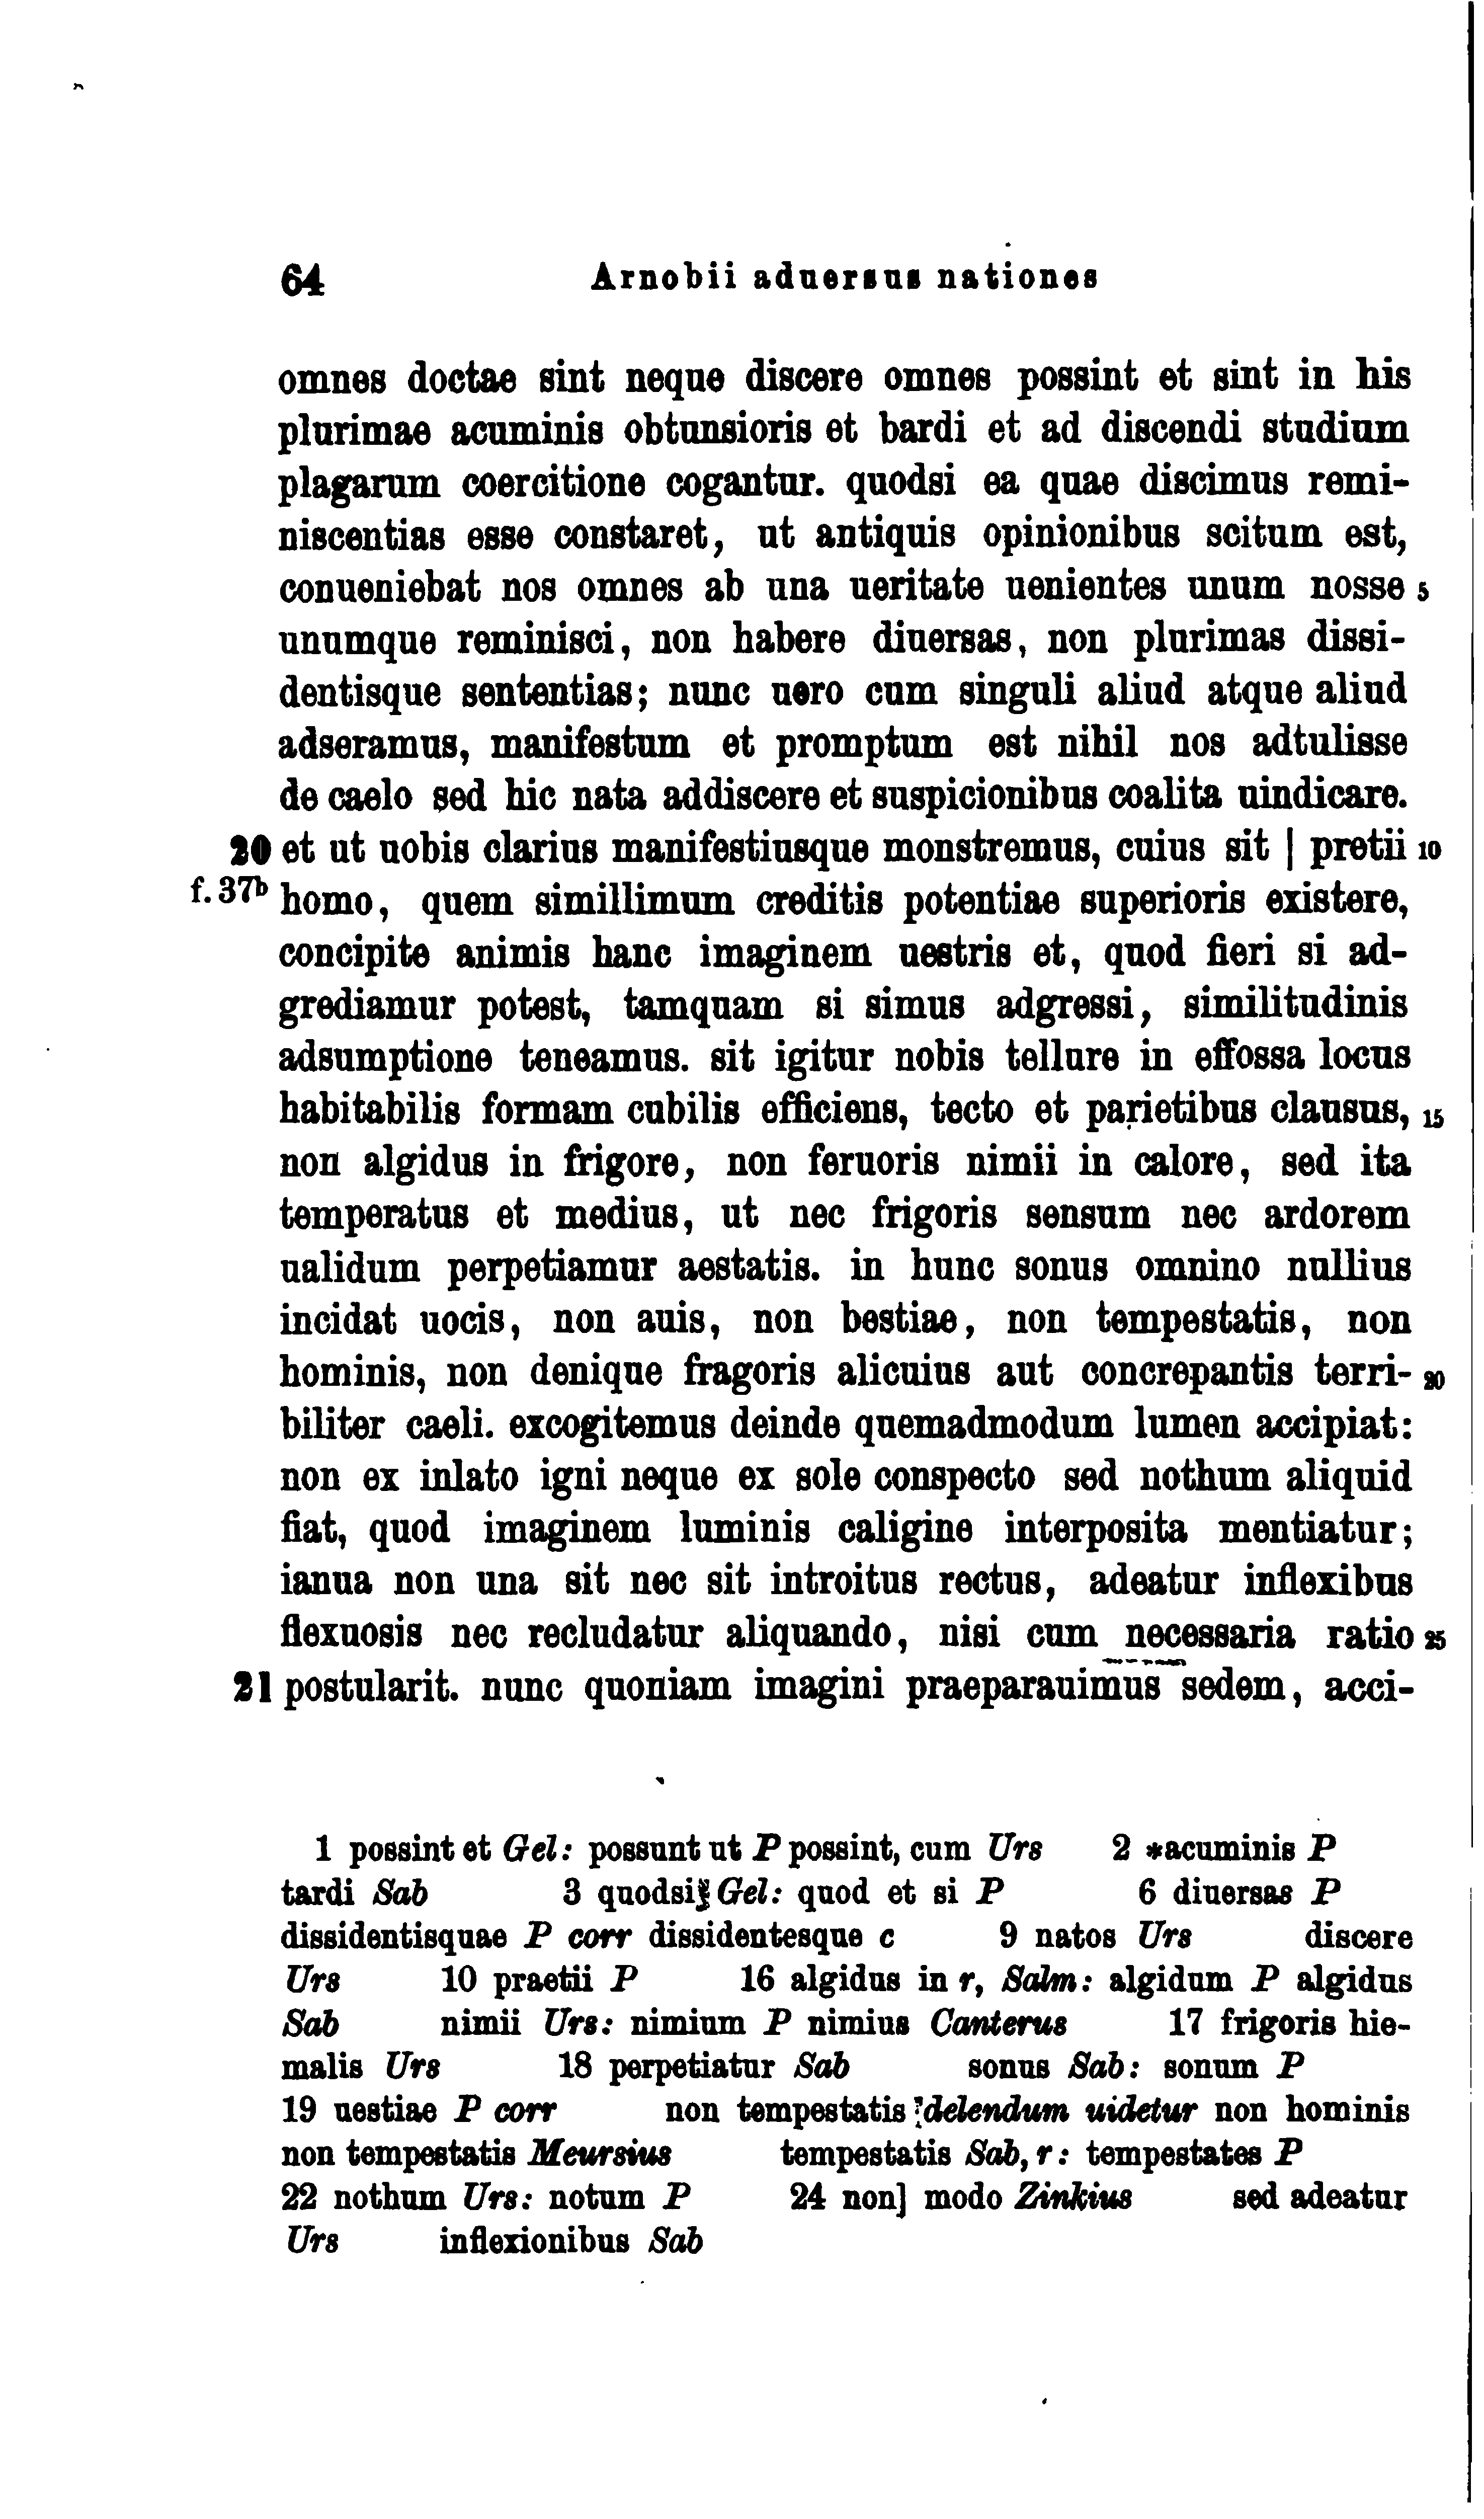 64 Arnobii aduersus nationes
omnes doctae sint neque discere omnes possint et sint in his
plurimae acuminis obtunsioris et bardi et ad discendi studium
plagarum coercitione cogantur. quodsi ea quae discimus remi-
niscentias esse constaret, ut antiquis opinionibus scitum est,
conueniebat nos omnes ab una ueritate uenientes unum nosse 5
unumque reminisci, non habere diuersas, non plurimas dissi-
dentisque sententias; nunc uero cum singuli aliud atque aliud
adseramus, manifestum et promptum est nihil nos adtulisse
de caelo sed hic nata addiscere et suspicionibus coalita uindicare.
20 et ut uobis clarius manifestiusque monstremus, cuius sit | pretii 10
f. 37b homo, quem simillimum creditis potentiae superioris existere,
concipite animis hanc imaginem uestris et, quod fieri si ad-
grediamur potest, tamquam si simus adgressi, similitudinis
adsumptione teneamus. sit igitur nobis tellure in effossa locus
habitabilis formam cubilis efficiens, tecto et parietibus clausus, 15
non algidus in frigore, non feruoris nimii in calore, sed ita
temperatus et medius, ut nec frigoris sensum nec ardorem
ualidum perpetiamur aestatis. in hunc sonus omnino nullius
incidat uocis, non auis, non bestiae, non tempestatis, non
hominis, non denique fragoris alicuius aut concrepantis terri- 20
biliter caeli. excogitemus deinde quemadmodum lumen accipiat:
non ex inlato igni neque ex sole conspecto sed nothum aliquid
fiat, quod imaginem luminis caligine interposita mentiatur;
ianua non una sit nec sit introitus rectus, adeatur inflexibus
flexuosis nec recludatur aliquando, nisi cum necessaria ratio 25
21 postularit. nunc quoniam imagini praeparauimus sedem, acci-
1 possint et Gel: possunt ut P possint, cum Urs 2 *acuminis P
tardi Sab 3 quodsi Gel: quod et si P 6 diuersas P
dissidentisquae P corr dissidentesque c 9 natos Urs discere
Urs 10 praetii P 16 algidus in r, Salm: algidum P algidus
Sab nimii Urs: nimium P nimius Canterus 17 frigoris hie-
malis Urs 18 perpetiatur Sab sonus Sab: sonum P
19 uestiae P corr non tempestatis delendum uidetur non hominis
non tempestatis Meursius tempestatis Sab, r: tempestates P
22 nothum Urs: notum P 24 non] modo Zinkius sed adeatur
Urs inflexionibus Sab